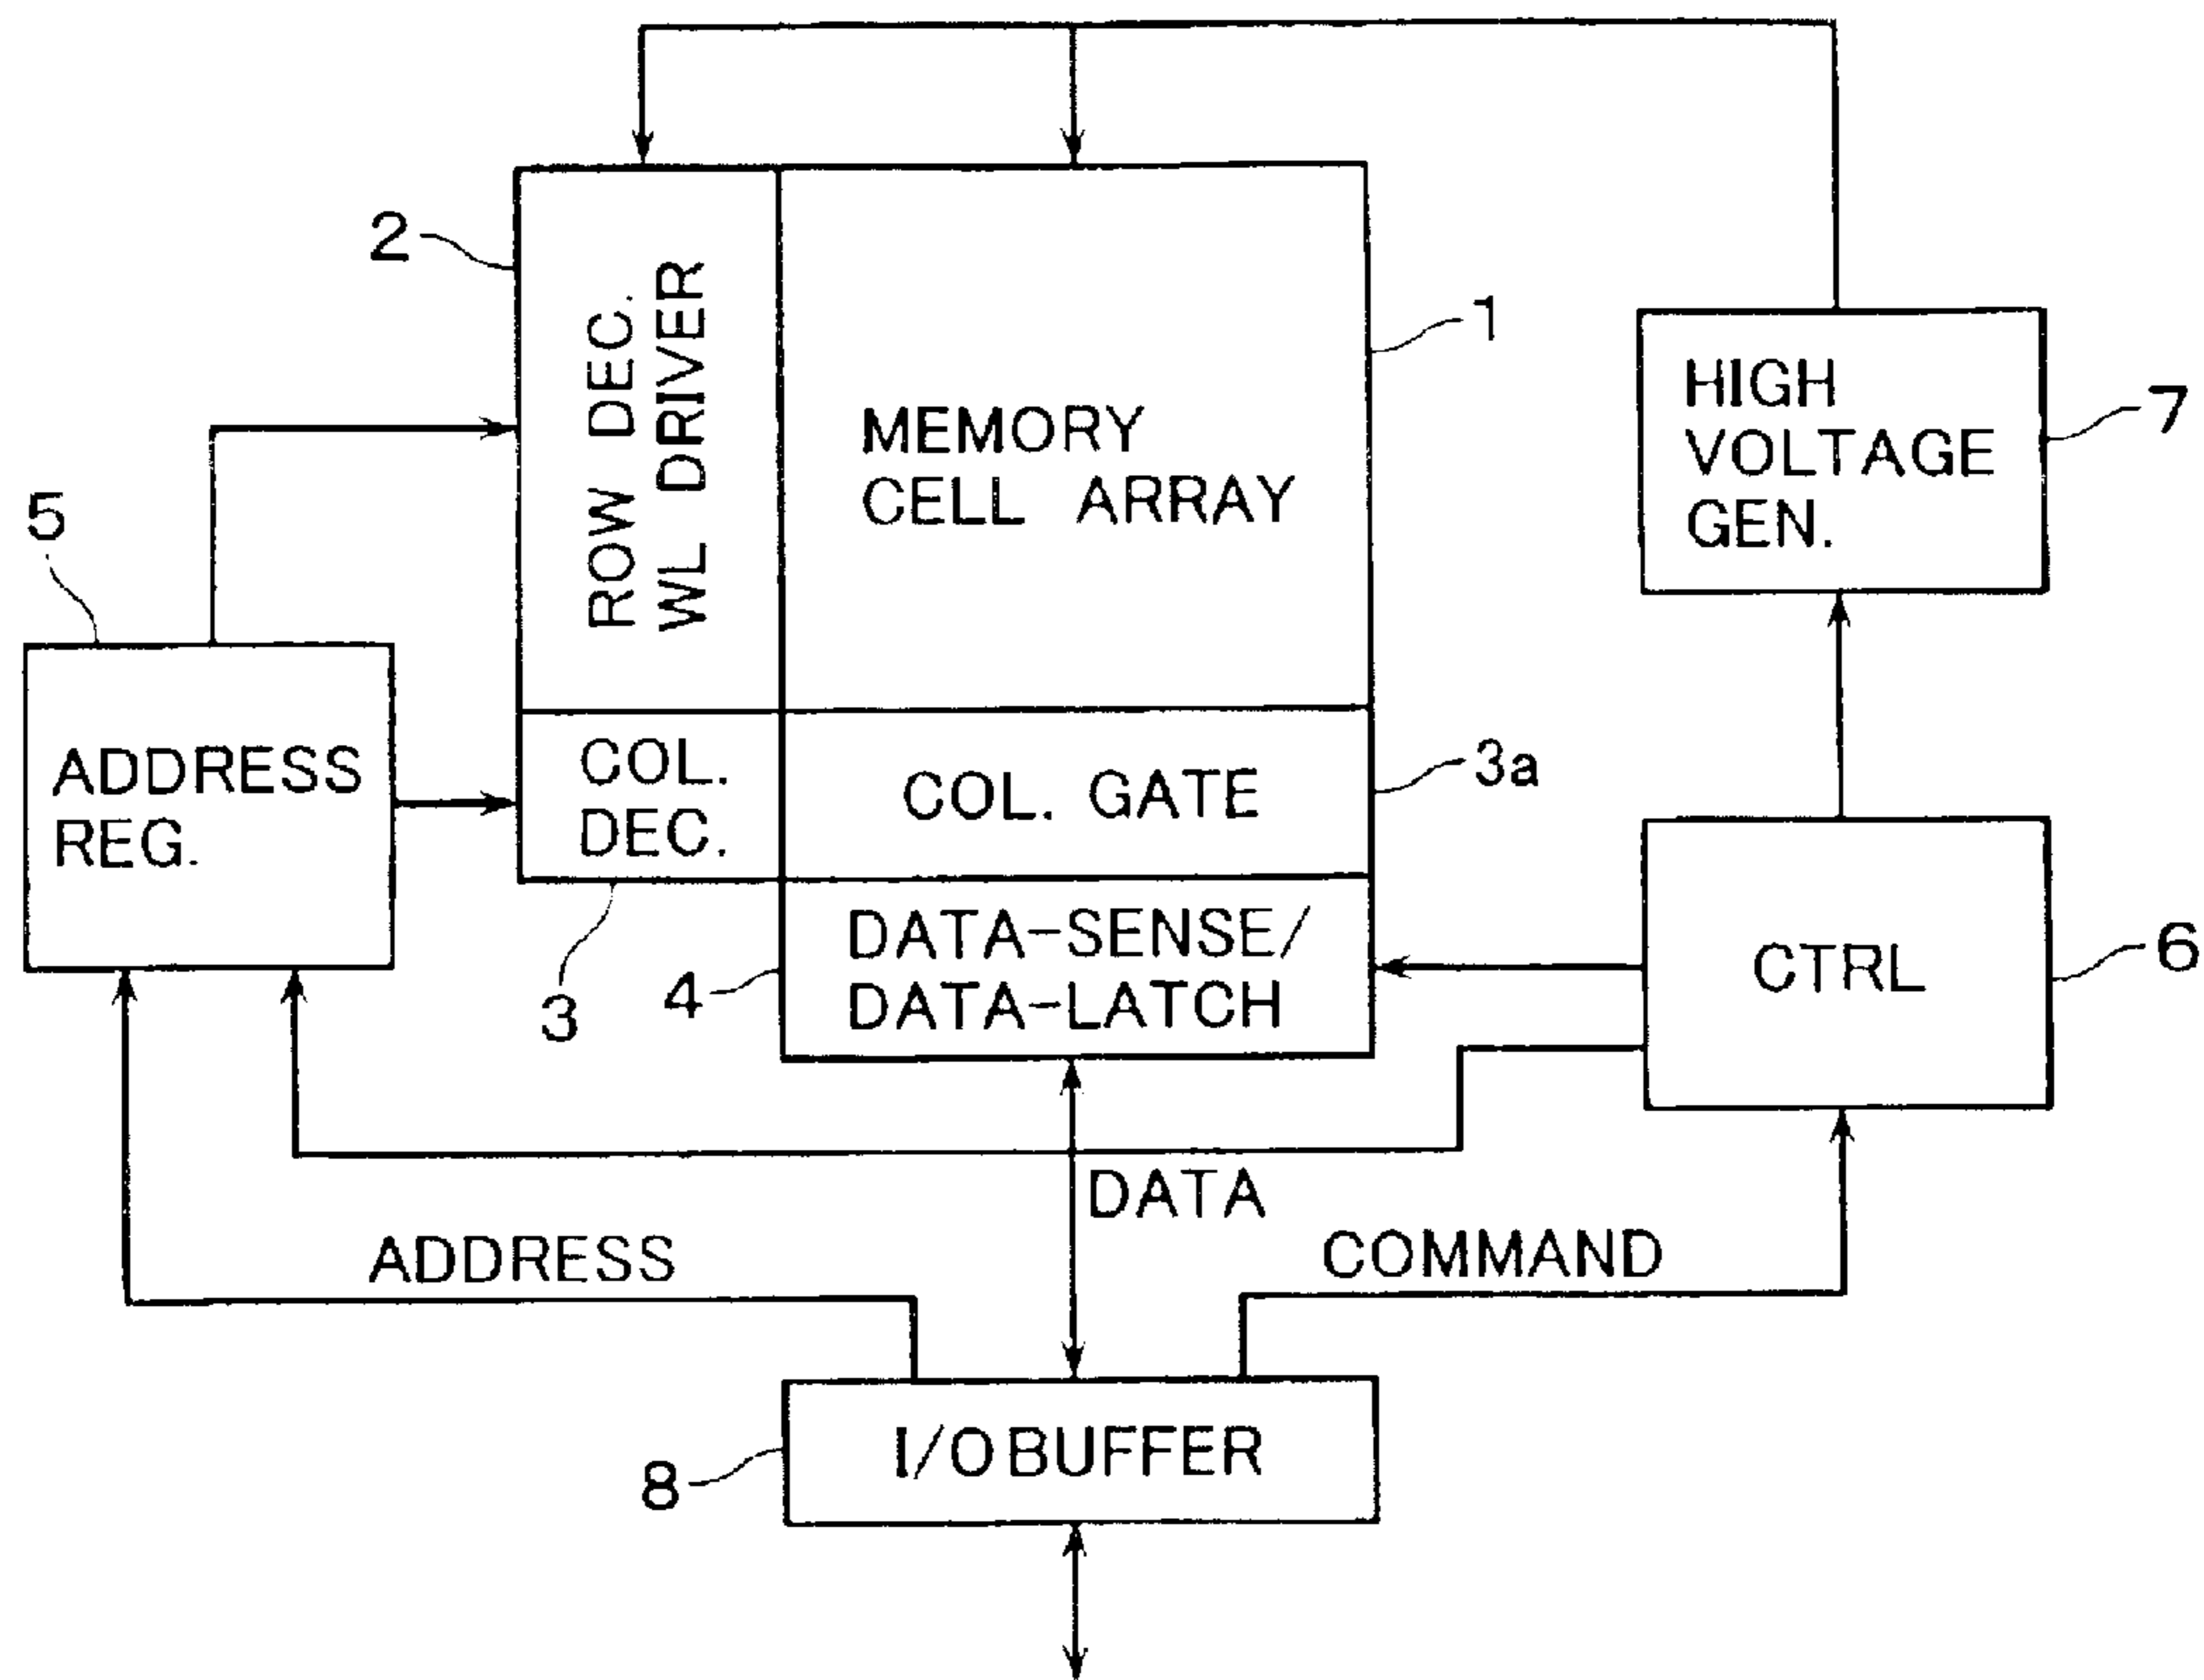 2
ROW DEC.
WL DRIVER
MEMORY
CELL ARRAY
1
HIGH
VOLTAGE
GEN.
7
5
ADDRESS
REG.
COL.
DEC.
COL. GATE
3a
3
4
DATA-SENSE/
DATA-LATCH
CTRL
6
DATA
ADDRESS
COMMAND
I/O BUFFER
8